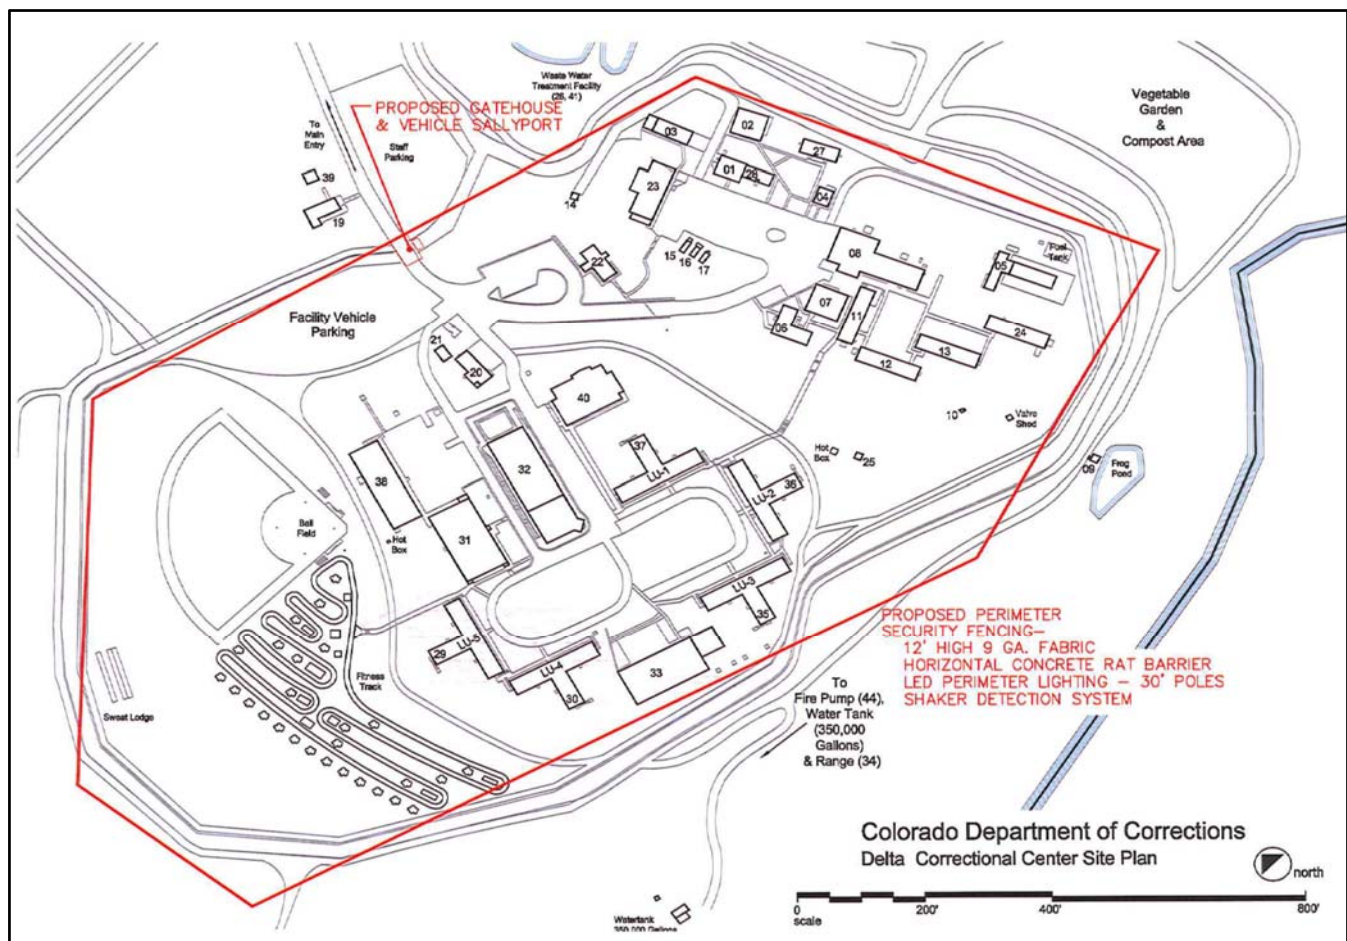 Waste Water
Treatment Facility
(26, 41)
PROPOSED GATEHOUSE
& VEHICLE SALLYPORT
To
Main
Entry
Staff
Parking
39
19
Vegetable
Garden
&
Compost Area
03
02
27
01
28
04
23
14
22
15
16
17
08
Fuel
Tank
05
07
11
06
24
13
12
10
Valve
Shed
Facility Vehicle
Parking
21
20
40
37
LU-1
Hot
Box
25
09
Frog
Pond
32
38
36
LU-2
Ball
Field
Hot
Box
31
LU-3
35
LU-5
29
LU-4
30
33
Fitness
Track
Sweat Lodge
PROPOSED PERIMETER
SECURITY FENCING–
12' HIGH 9 GA. FABRIC
HORIZONTAL CONCRETE RAT BARRIER
LED PERIMETER LIGHTING – 30' POLES
SHAKER DETECTION SYSTEM
To
Fire Pump (44),
Water Tank
(350,000
Gallons)
& Range (34)
Colorado Department of Corrections
Delta Correctional Center Site Plan
north
0
200'
400'
800'
scale
Watertank
350,000 Gallons